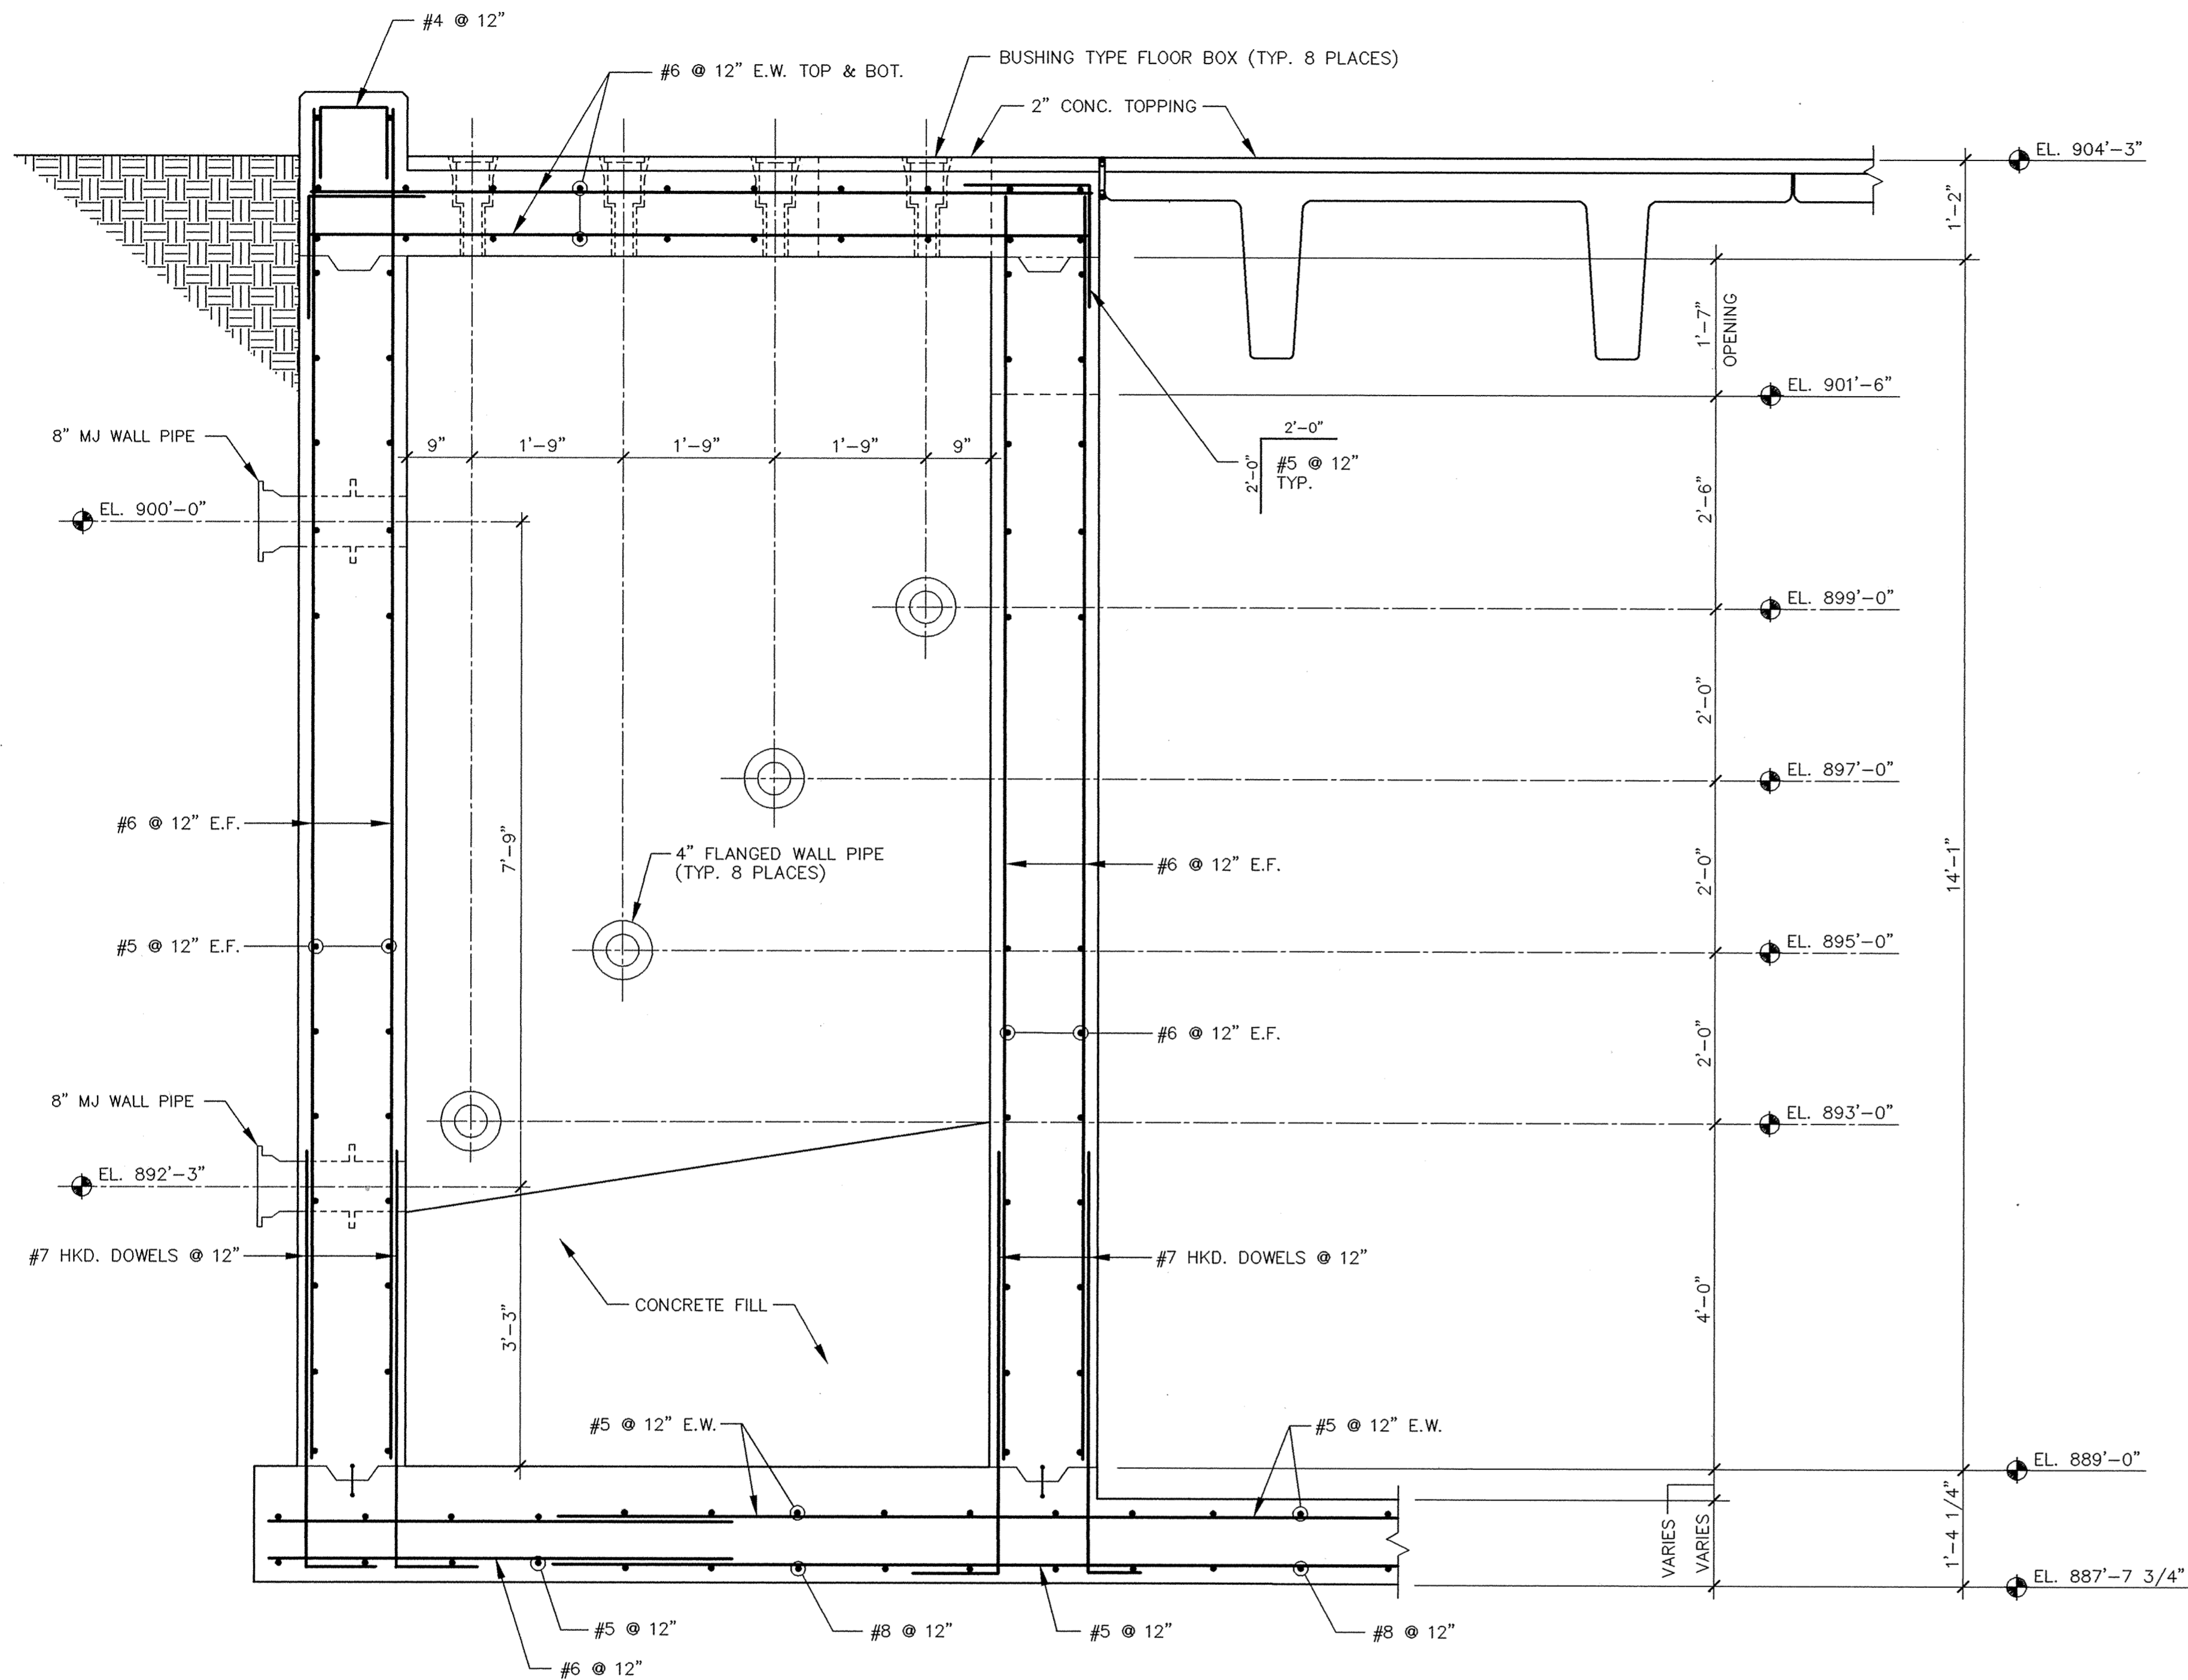 #4 @ 12"
#6 @ 12" E.W. TOP & BOT.
BUSHING TYPE FLOOR BOX (TYP. 8 PLACES)
2" CONC. TOPPING
EL. 904'-3"
1'-2"
1'-7"
OPENING
EL. 901'-6"
8" MJ WALL PIPE
9"
1'-9"
1'-9"
1'-9"
9"
2'-0"
2'-0"
#5 @ 12"
TYP.
2'-6"
EL. 900'-0"
EL. 899'-0"
2'-0"
EL. 897'-0"
#6 @ 12" E.F.
7'-9"
4" FLANGED WALL PIPE
(TYP. 8 PLACES)
#6 @ 12" E.F.
2'-0"
14'-1"
#5 @ 12" E.F.
EL. 895'-0"
#6 @ 12" E.F.
2'-0"
8" MJ WALL PIPE
EL. 893'-0"
EL. 892'-3"
#7 HKD. DOWELS @ 12"
#7 HKD. DOWELS @ 12"
CONCRETE FILL
3'-3"
4'-0"
#5 @ 12" E.W.
#5 @ 12" E.W.
EL. 889'-0"
VARIES
VARIES
1'-4 1/4"
EL. 887'-7 3/4"
#5 @ 12"
#8 @ 12"
#5 @ 12"
#8 @ 12"
#6 @ 12"